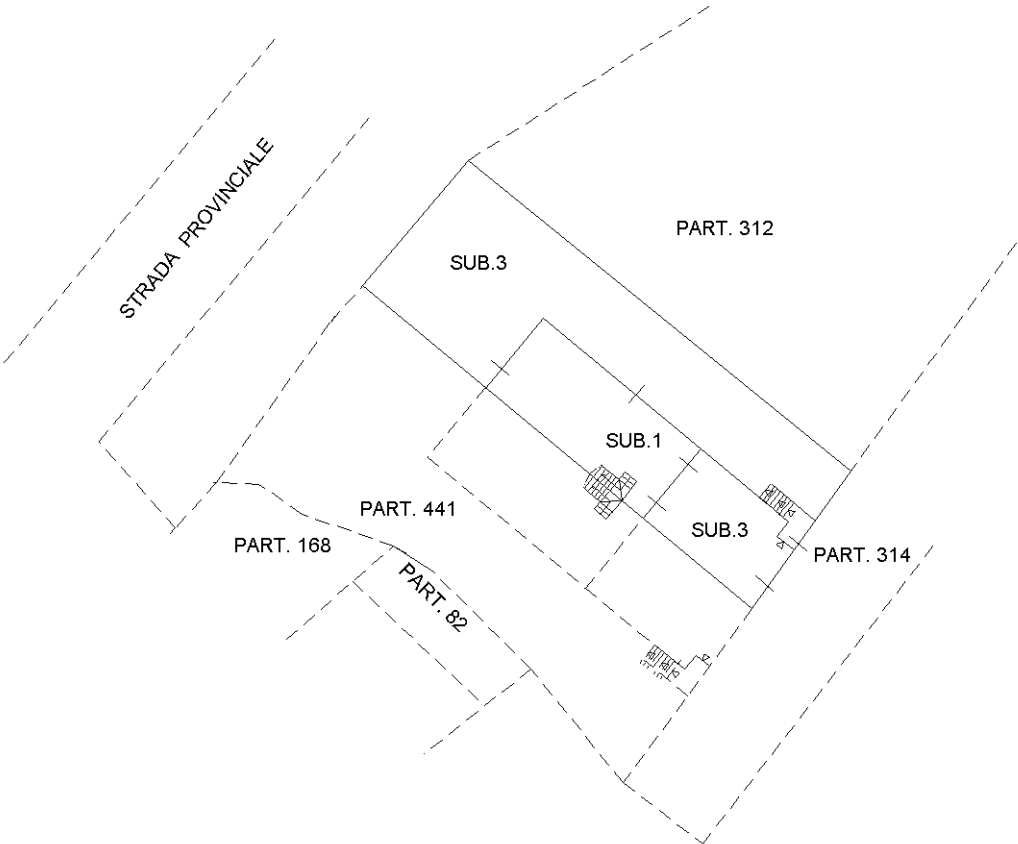 STRADA PROVINCIALE
PART. 312
SUB.3
SUB.1
PART. 441
SUB.3
PART. 168
PART. 314
PART. 82